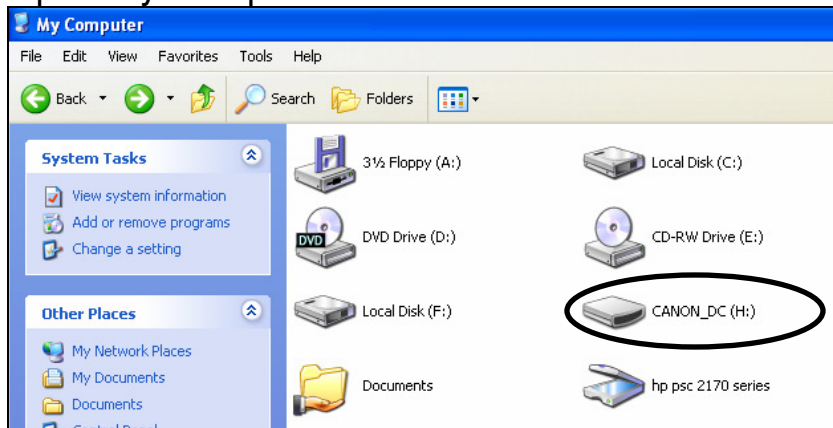 My Computer
File Edit View Favorites Tools Help
Back Search Folders
System Tasks
View system information
Add or remove programs
Change a setting
Other Places
My Network Places
My Documents
Documents
3½ Floppy (A:) Local Disk (C:)
DVD DVD Drive (D:) CD-RW Drive (E:)
Local Disk (F:) CANON_DC (H:)
Documents hp psc 2170 series